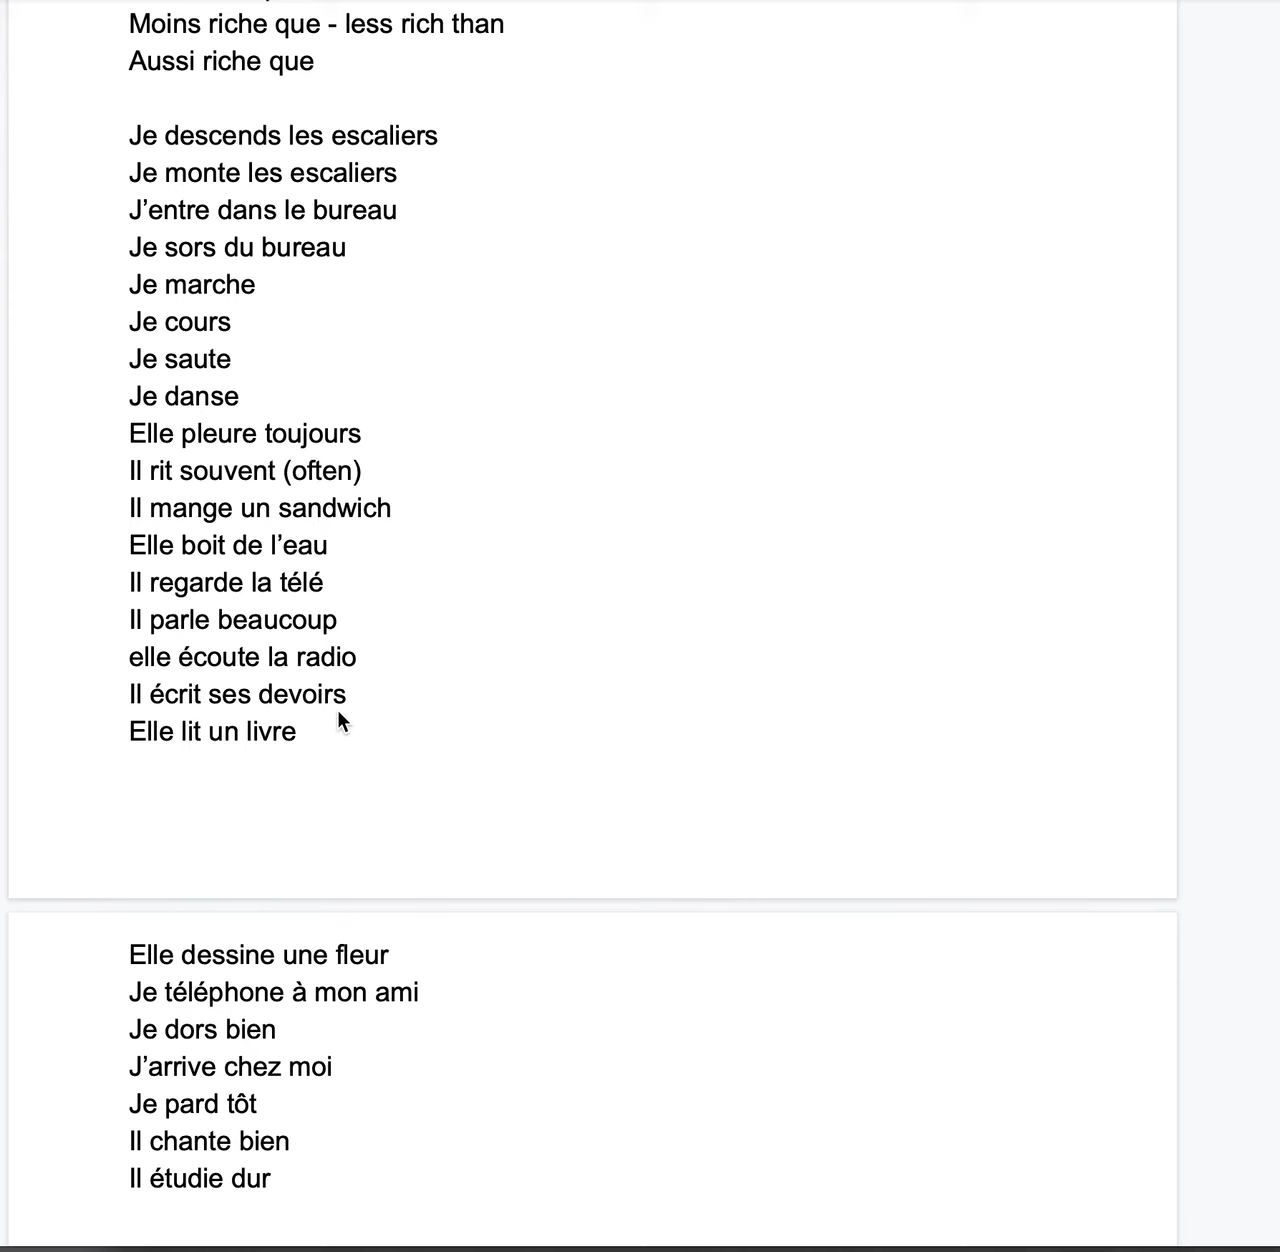 Moins riche que - less rich than
Aussi riche que
Je descends les escaliers
Je monte les escaliers
J’entre dans le bureau
Je sors du bureau
Je marche
Je cours
Je saute
Je danse
Elle pleure toujours
Il rit souvent (often)
Il mange un sandwich
Elle boit de l’eau
Il regarde la télé
Il parle beaucoup
elle écoute la radio
Il écrit ses devoirs
Elle lit un livre
Elle dessine une fleur
Je téléphone à mon ami
Je dors bien
J’arrive chez moi
Je pard tôt
Il chante bien
Il étudie dur